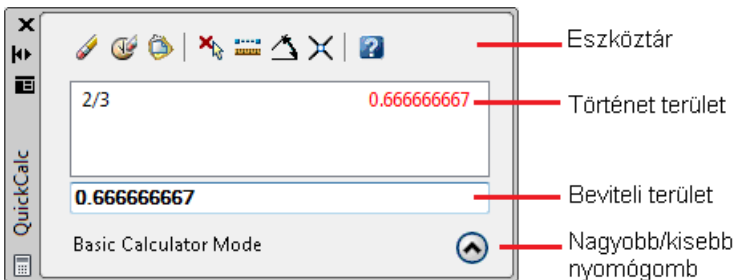 Eszköztár
2/3 0.666666667
Történet terület
0.666666667
Beviteli terület
QuickCalc
Basic Calculator Mode
Nagyobb/kisebb
nyomógomb